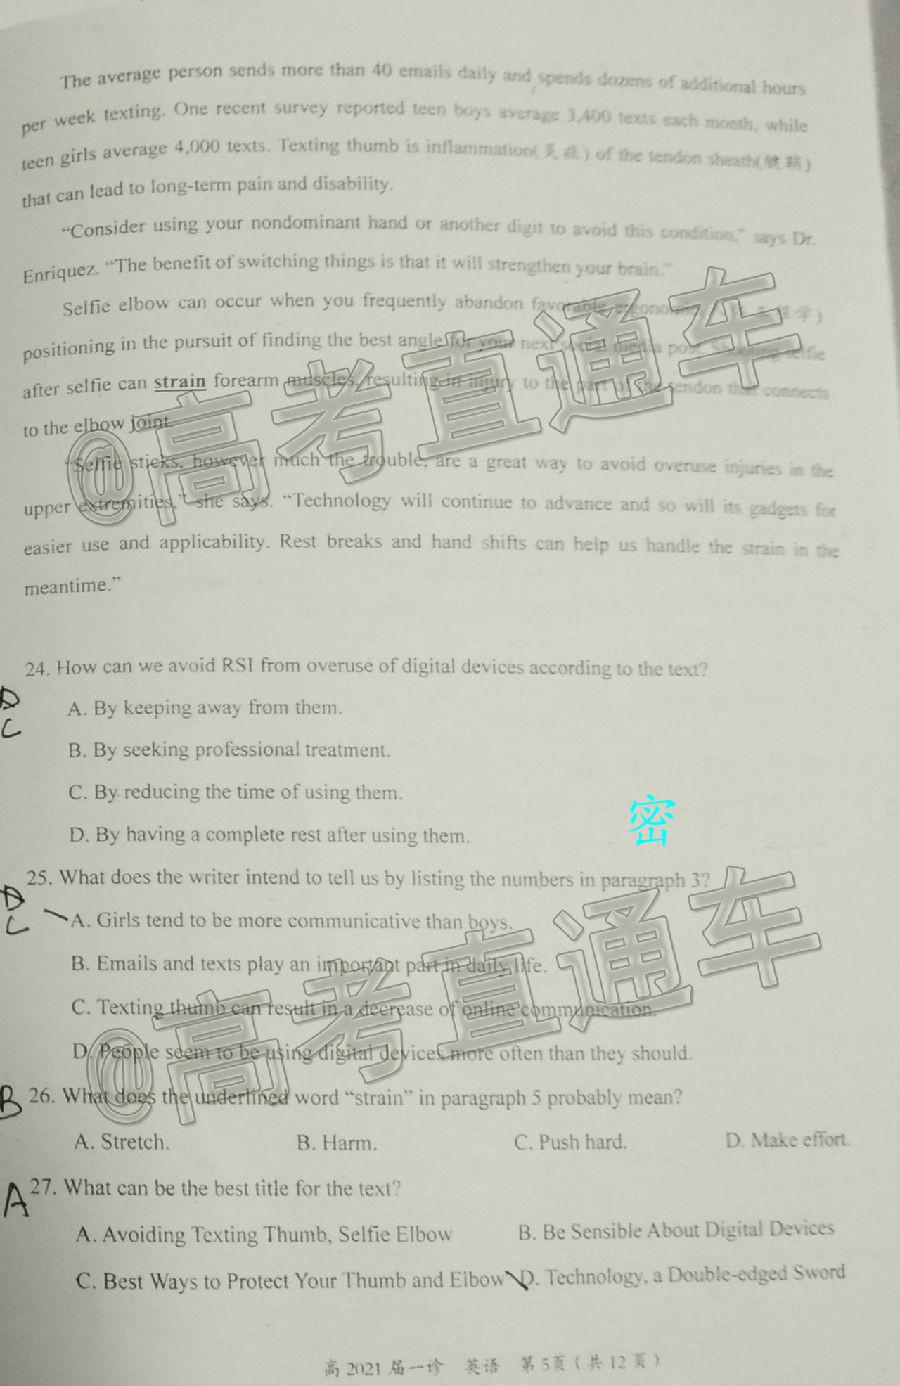 The average person sends more than 40 emails daily and spends dozens of additional hours
per week texting. One recent survey reported teen boys average 3,400 texts each month, while
teen girls average 4,000 texts. Texting thumb is inflammation(炎症) of the tendon sheath(腱鞘)
that can lead to long-term pain and disability.
“Consider using your nondominant hand or another digit to avoid this condition,” says Dr.
Enriquez. “The benefit of switching things is that it will strengthen your brain.”
Selfie elbow can occur when you frequently abandon favorable
positioning in the pursuit of finding the best angle for your next social media post. Shooting selfie
after selfie can strain forearm muscles, resulting in injury to the part of the tendon that connects
to the elbow joint.
“Selfie sticks, however much the trouble, are a great way to avoid overuse injuries in the
upper extremities,” she says. “Technology will continue to advance and so will its gadgets for
easier use and applicability. Rest breaks and hand shifts can help us handle the strain in the
meantime.”
24. How can we avoid RSI from overuse of digital devices according to the text?
D
C
A. By keeping away from them.
B. By seeking professional treatment.
C. By reducing the time of using them.
D. By having a complete rest after using them.
密
25. What does the writer intend to tell us by listing the numbers in paragraph 3?
D
C
A. Girls tend to be more communicative than boys.
B. Emails and texts play an important part in daily life.
C. Texting thumb can result in a decrease of online communication.
D. People seem to be using digital devices more often than they should.
B 26. What does the underlined word “strain” in paragraph 5 probably mean?
A. Stretch. B. Harm. C. Push hard. D. Make effort.
A 27. What can be the best title for the text?
A. Avoiding Texting Thumb, Selfie Elbow B. Be Sensible About Digital Devices
C. Best Ways to Protect Your Thumb and Elbow D. Technology, a Double-edged Sword
高 2021 届一诊 英语 第 5页（共 12 页）
@高考直通车
@高考直通车